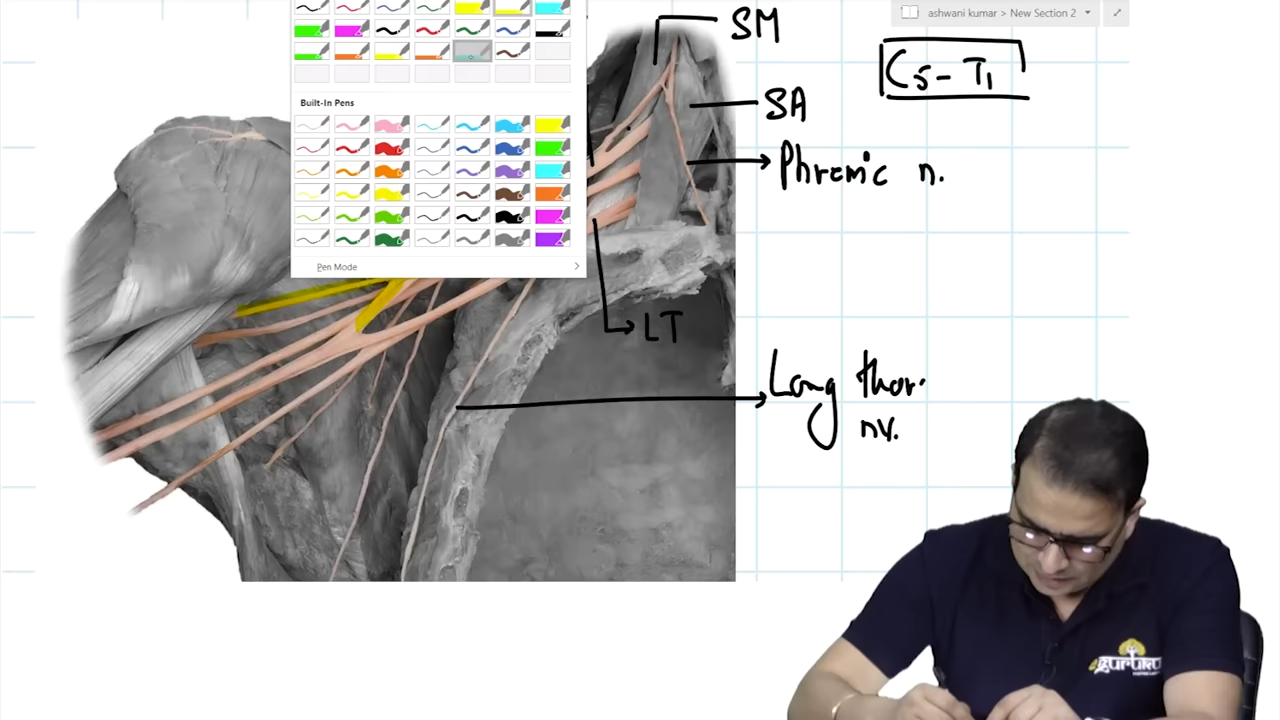 ashwani kumar > New Section 2
SM
C5-T1
SA
Phrenic n.
Built-In Pens
Pen Mode
LT
Long thor.
nv.
eGurukul